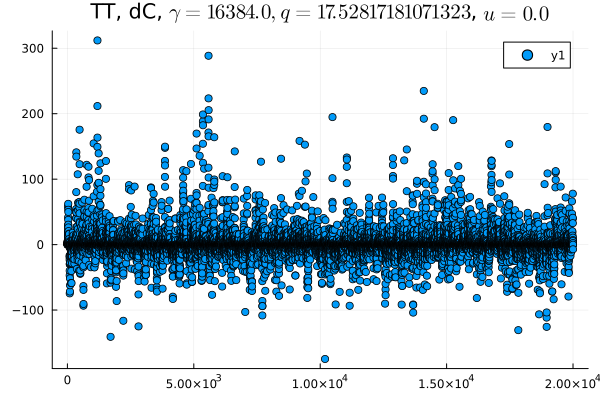 TT, dC, γ = 16384.0, q = 17.52817181071323, u = 0.0
y1
300
200
100
0
−100
0 5.00×10³ 1.00×10⁴ 1.50×10⁴ 2.00×10⁴